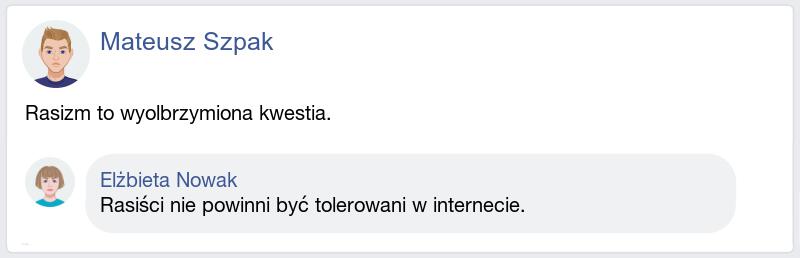 Mateusz Szpak
Rasizm to wyolbrzymiona kwestia.
Elżbieta Nowak
Rasiści nie powinni być tolerowani w internecie.